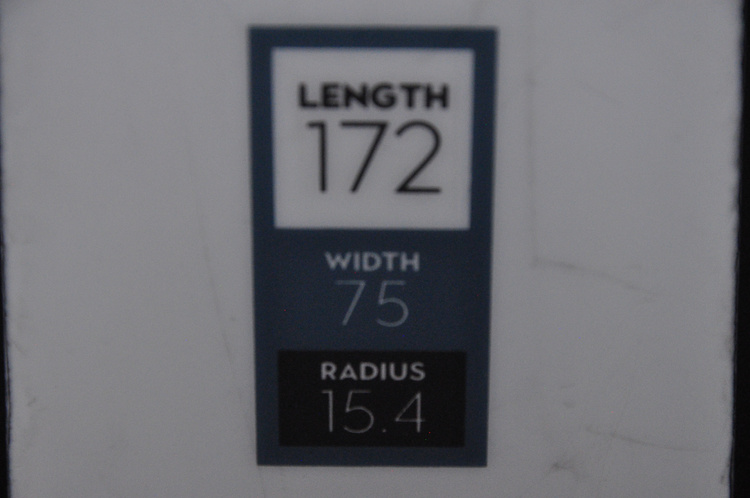 LENGTH
172
WIDTH
75
RADIUS
15.4